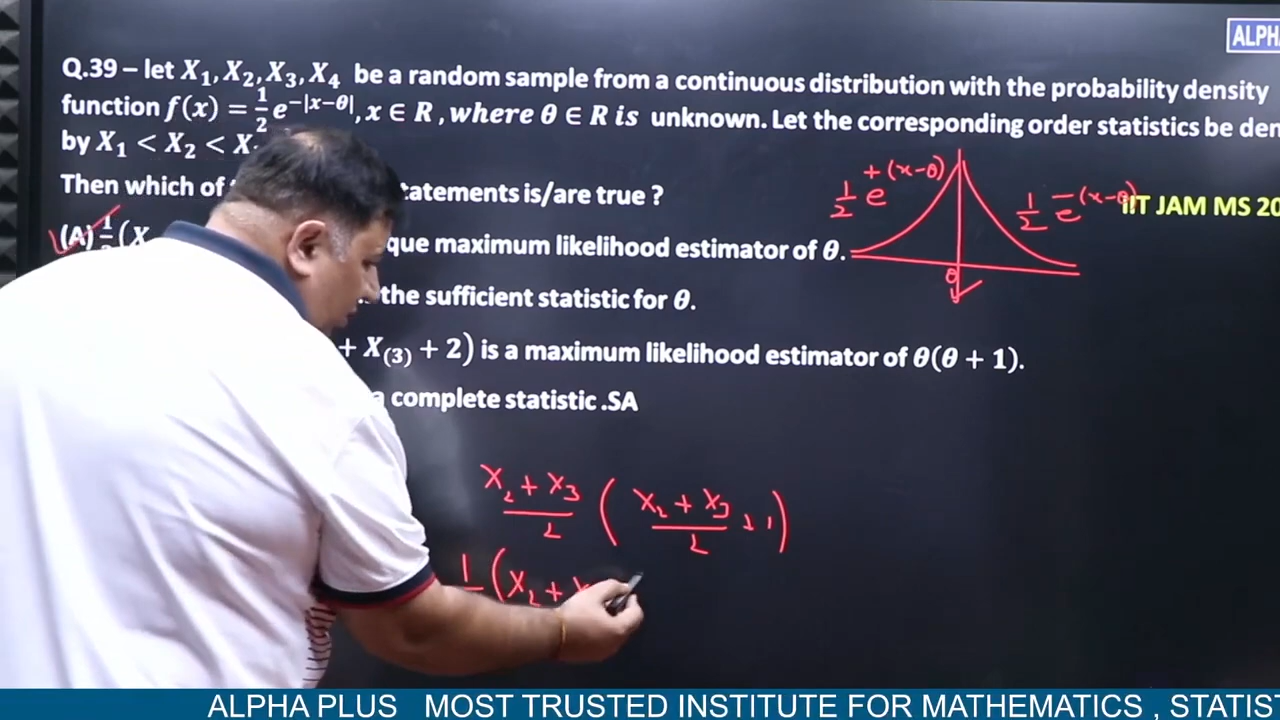 ALPH
Q.39 – let X₁, X₂, X₃, X₄ be a random sample from a continuous distribution with the probability density
function f(x) = 1/2 e^{-|x-θ|}, x ∈ R, where θ ∈ R is unknown. Let the corresponding order statistics be den
by X₁ < X₂ < X
Then which of tatements is/are true ?
(A) (X que maximum likelihood estimator of θ.
the sufficient statistic for θ.
+ X₍₃₎ + 2) is a maximum likelihood estimator of θ(θ + 1).
complete statistic .SA
1/2 e^{+(x-θ)}
1/2 e^{-(x-θ)}
θ
IIT JAM MS 20
X₂ + X₃ / 2 ( X₂ + X₃ / 2 + 1 )
(X₂ +
ALPHA PLUS MOST TRUSTED INSTITUTE FOR MATHEMATICS , STATIS